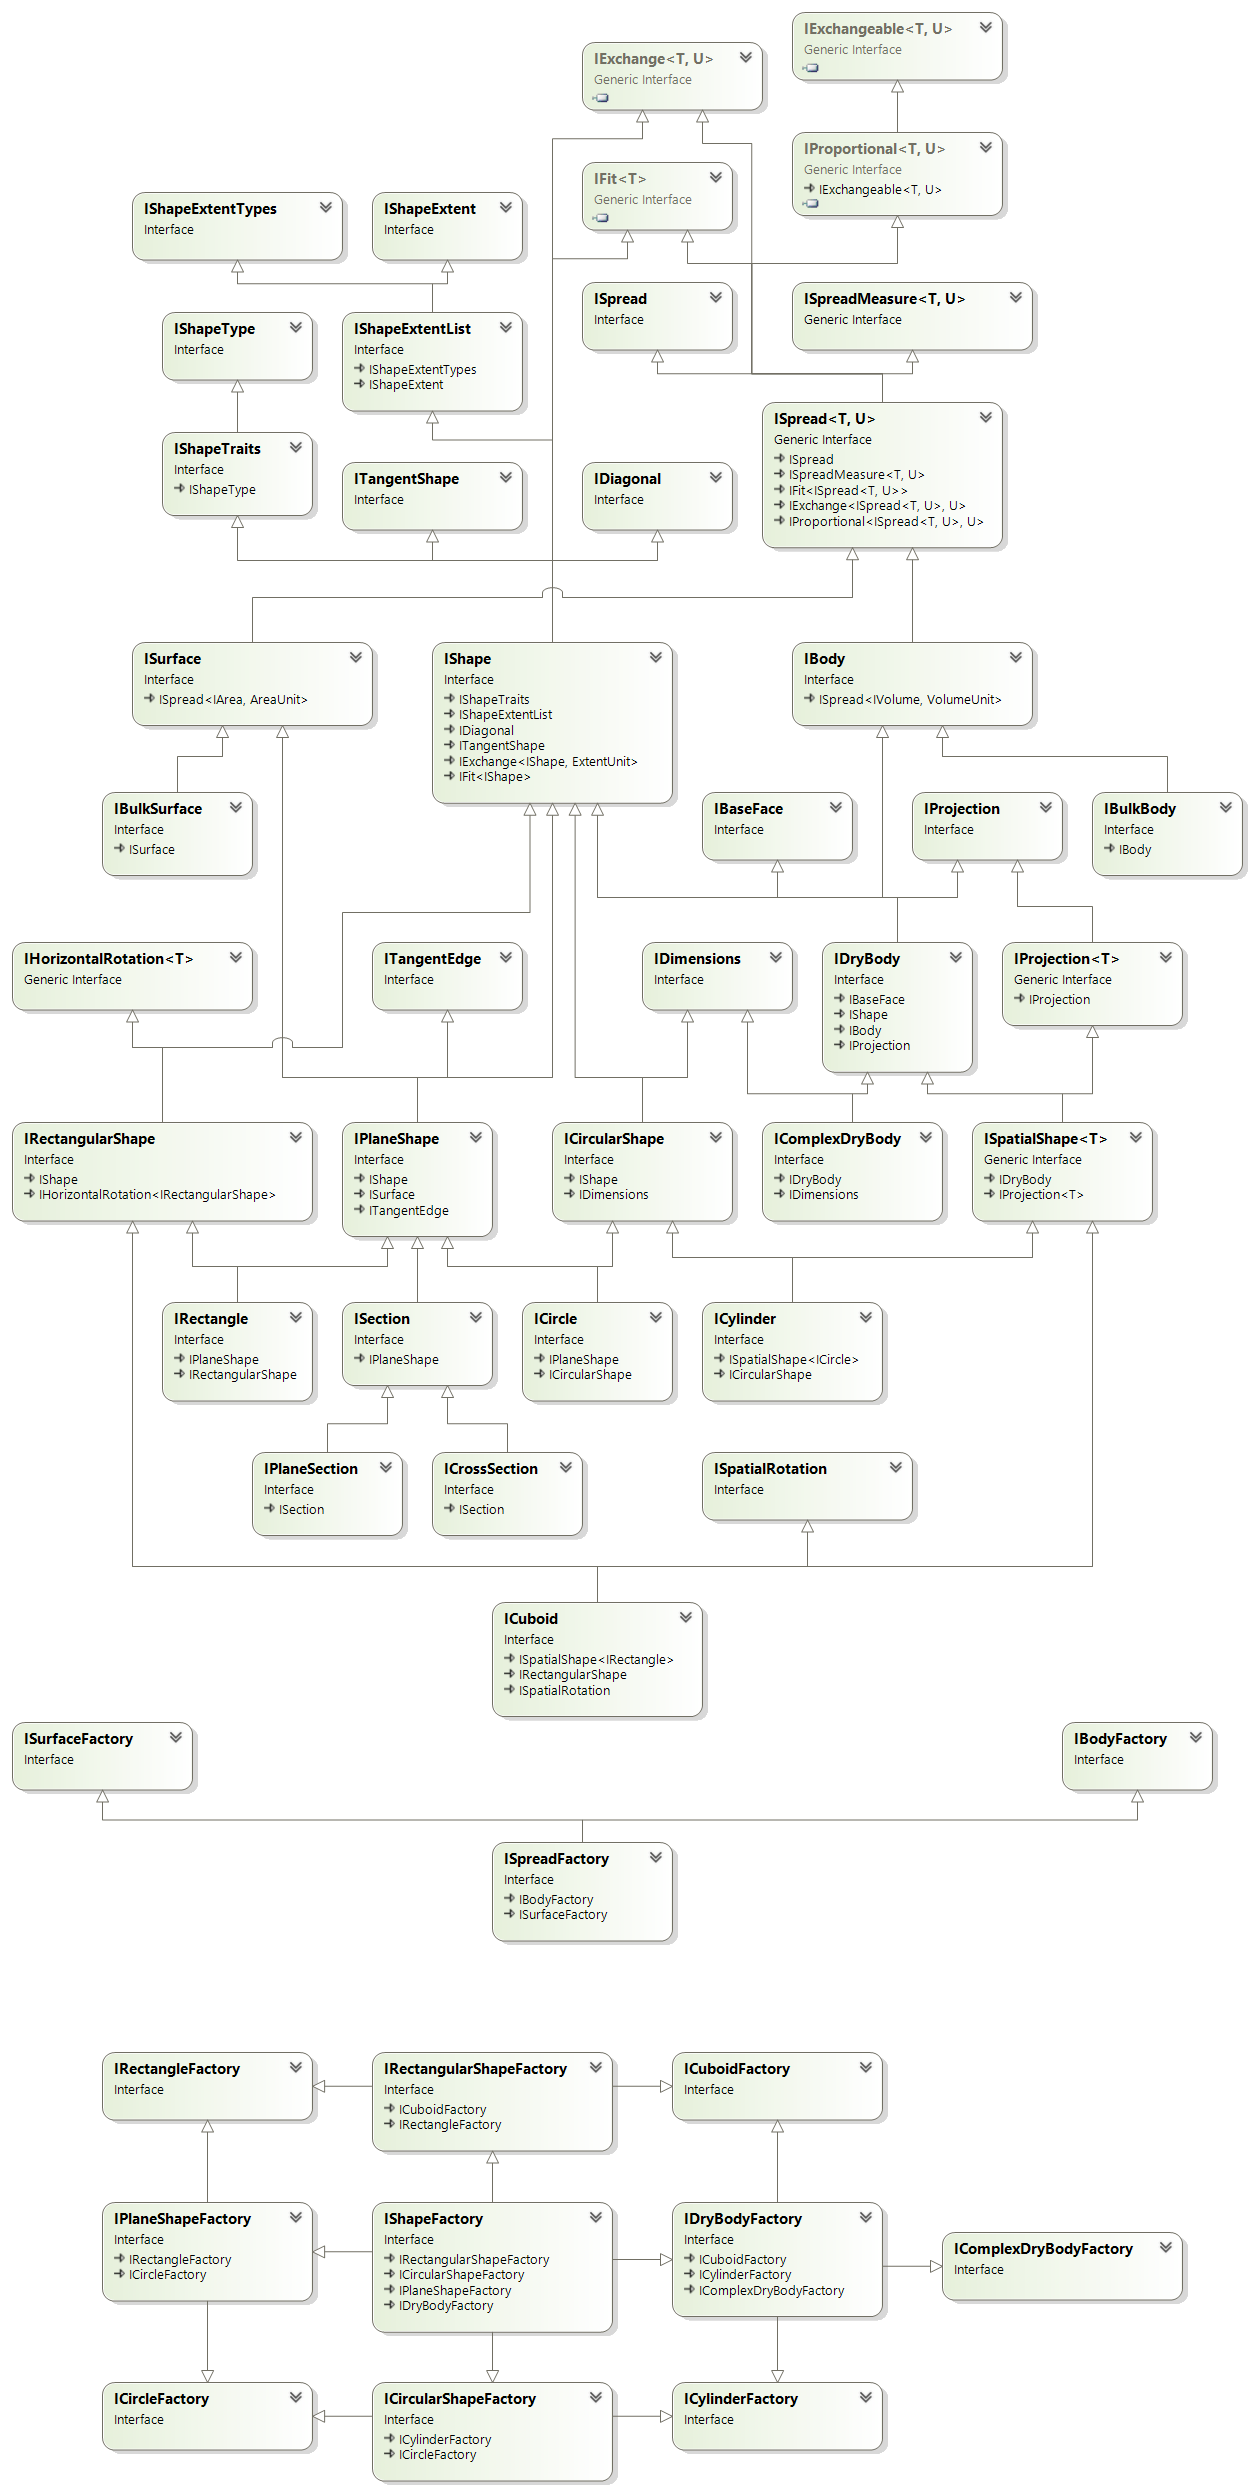 IExchangeable<T, U>
Generic Interface
IExchange<T, U>
Generic Interface
IProportional<T, U>
Generic Interface
IExchangeable<T, U>
IFit<T>
Generic Interface
IShapeExtentTypes
Interface
IShapeExtent
Interface
ISpread
Interface
ISpreadMeasure<T, U>
Generic Interface
IShapeType
Interface
IShapeExtentList
Interface
IShapeExtentTypes
IShapeExtent
ISpread<T, U>
Generic Interface
ISpread
ISpreadMeasure<T, U>
IFit<ISpread<T, U>>
IExchange<ISpread<T, U>, U>
IProportional<ISpread<T, U>, U>
IShapeTraits
Interface
IShapeType
ITangentShape
Interface
IDiagonal
Interface
ISurface
Interface
ISpread<IArea, AreaUnit>
IShape
Interface
IShapeTraits
IShapeExtentList
IDiagonal
ITangentShape
IExchange<IShape, ExtentUnit>
IFit<IShape>
IBody
Interface
ISpread<IVolume, VolumeUnit>
IBulkSurface
Interface
ISurface
IBaseFace
Interface
IProjection
Interface
IBulkBody
Interface
IBody
IHorizontalRotation<T>
Generic Interface
ITangentEdge
Interface
IDimensions
Interface
IDryBody
Interface
IBaseFace
IShape
IBody
IProjection
IProjection<T>
Generic Interface
IProjection
IRectangularShape
Interface
IShape
IHorizontalRotation<IRectangularShape>
IPlaneShape
Interface
IShape
ISurface
ITangentEdge
ICircularShape
Interface
IShape
IDimensions
IComplexDryBody
Interface
IDryBody
IDimensions
ISpatialShape<T>
Generic Interface
IDryBody
IProjection<T>
IRectangle
Interface
IPlaneShape
IRectangularShape
ISection
Interface
IPlaneShape
ICircle
Interface
IPlaneShape
ICircularShape
ICylinder
Interface
ISpatialShape<ICircle>
ICircularShape
IPlaneSection
Interface
ISection
ICrossSection
Interface
ISection
ISpatialRotation
Interface
ICuboid
Interface
ISpatialShape<IRectangle>
IRectangularShape
ISpatialRotation
ISurfaceFactory
Interface
IBodyFactory
Interface
ISpreadFactory
Interface
IBodyFactory
ISurfaceFactory
IRectangleFactory
Interface
IRectangularShapeFactory
Interface
ICuboidFactory
IRectangleFactory
ICuboidFactory
Interface
IPlaneShapeFactory
Interface
IRectangleFactory
ICircleFactory
IShapeFactory
Interface
IRectangularShapeFactory
ICircularShapeFactory
IPlaneShapeFactory
IDryBodyFactory
IDryBodyFactory
Interface
ICuboidFactory
ICylinderFactory
IComplexDryBodyFactory
IComplexDryBodyFactory
Interface
ICircleFactory
Interface
ICircularShapeFactory
Interface
ICylinderFactory
ICircleFactory
ICylinderFactory
Interface